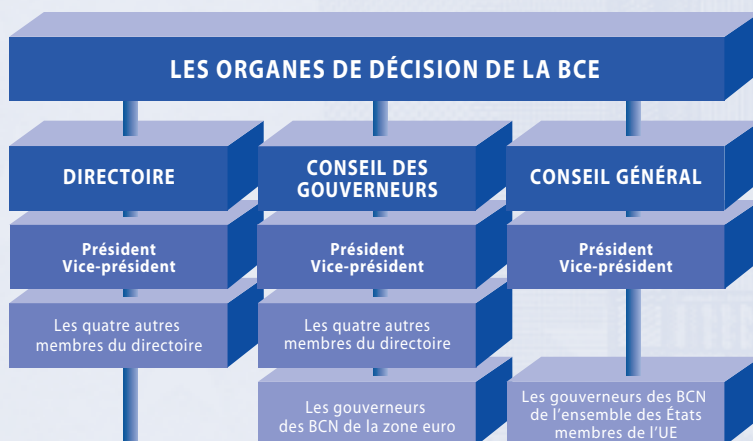 LES ORGANES DE DÉCISION DE LA BCE
DIRECTOIRE
Président
Vice-président
Les quatre autres
membres du directoire
CONSEIL DES
GOUVERNEURS
Président
Vice-président
Les quatre autres
membres du directoire
Les gouverneurs
des BCN de la zone euro
CONSEIL GÉNÉRAL
Président
Vice-président
Les gouverneurs des BCN
de l'ensemble des États
membres de l'UE